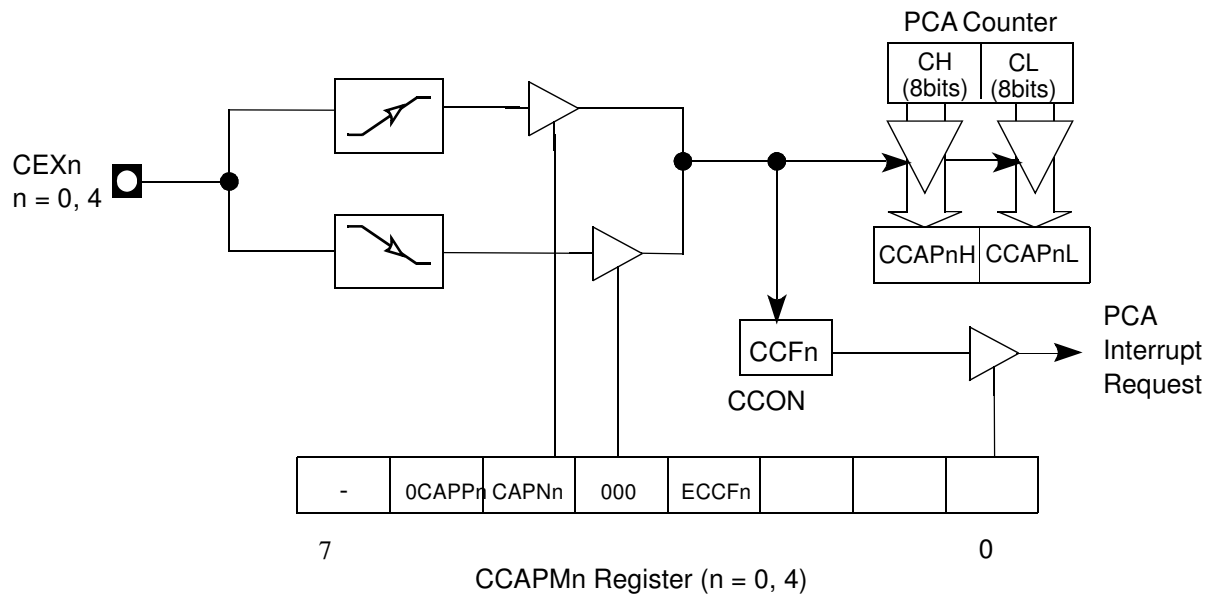 PCA Counter
CH
(8bits)
CL
(8bits)
CEXn
n = 0, 4
CCAPnH
CCAPnL
CCFn
CCON
PCA
Interrupt
Request
- 0CAPPn CAPNn 000 ECCFn
7 0
CCAPMn Register (n = 0, 4)